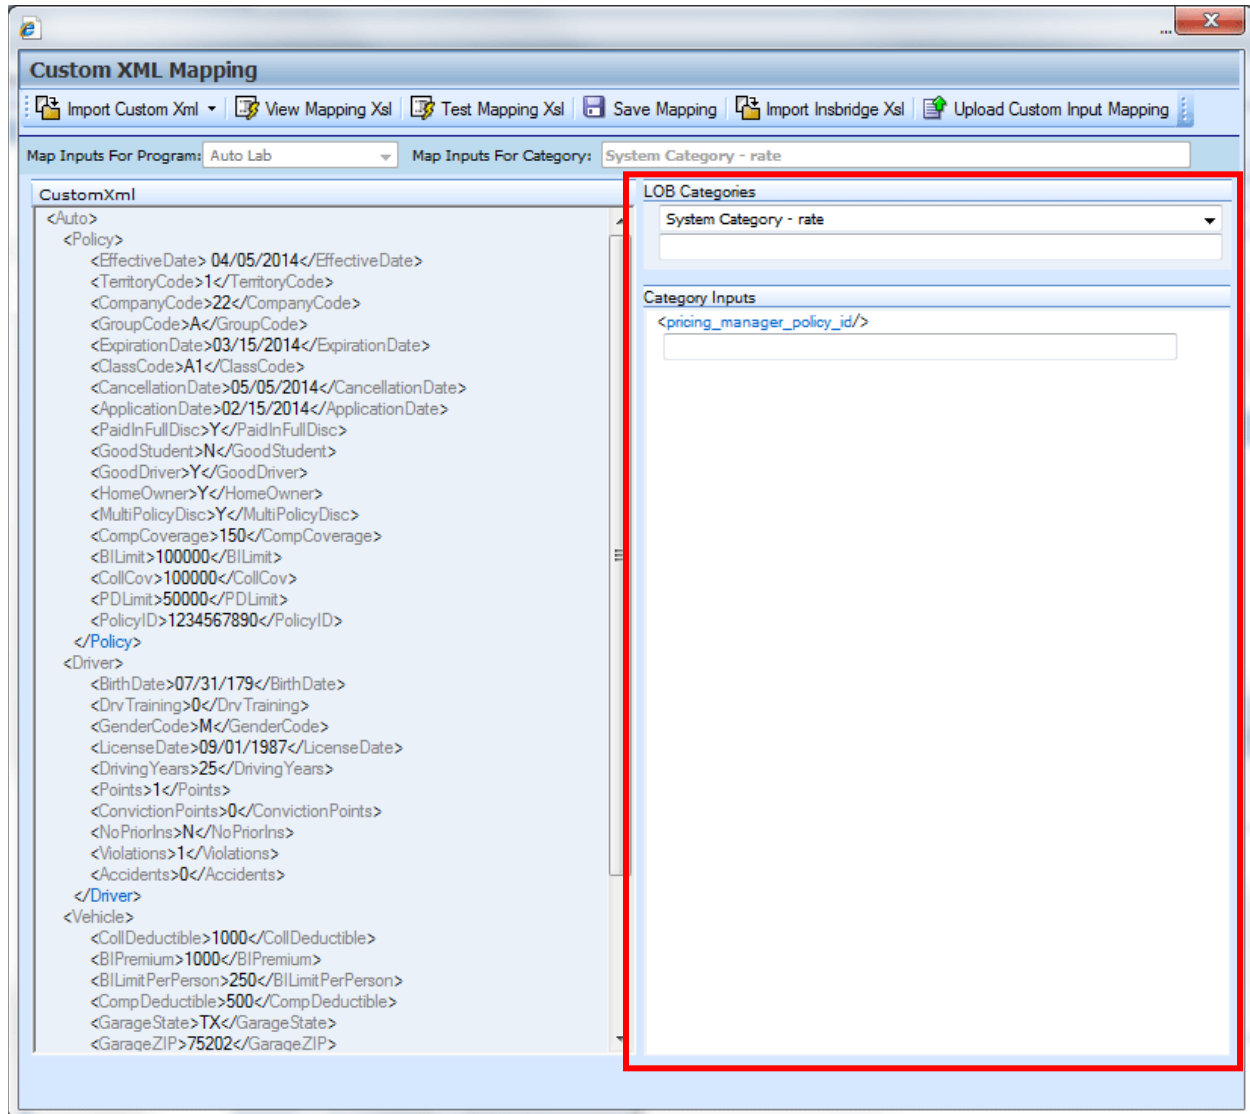 ...
Custom XML Mapping
Import Custom Xml View Mapping Xsl Test Mapping Xsl Save Mapping Import Insbridge Xsl Upload Custom Input Mapping
Map Inputs For Program: Auto Lab Map Inputs For Category: System Category - rate
CustomXml
<Auto>
<Policy>
<EffectiveDate> 04/05/2014</EffectiveDate>
<TerritoryCode>1</TerritoryCode>
<CompanyCode>22</CompanyCode>
<GroupCode>A</GroupCode>
<ExpirationDate>03/15/2014</ExpirationDate>
<ClassCode>A1</ClassCode>
<CancellationDate>05/05/2014</CancellationDate>
<ApplicationDate>02/15/2014</ApplicationDate>
<PaidInFullDisc>Y</PaidInFullDisc>
<GoodStudent>N</GoodStudent>
<GoodDriver>Y</GoodDriver>
<HomeOwner>Y</HomeOwner>
<MultiPolicyDisc>Y</MultiPolicyDisc>
<CompCoverage>150</CompCoverage>
<BILimit>100000</BILimit>
<CollCov>100000</CollCov>
<PDLimit>50000</PDLimit>
<PolicyID>1234567890</PolicyID>
</Policy>
<Driver>
<BirthDate>07/31/179</BirthDate>
<DrvTraining>0</DrvTraining>
<GenderCode>M</GenderCode>
<LicenseDate>09/01/1987</LicenseDate>
<DrivingYears>25</DrivingYears>
<Points>1</Points>
<ConvictionPoints>0</ConvictionPoints>
<NoPriorIns>N</NoPriorIns>
<Violations>1</Violations>
<Accidents>0</Accidents>
</Driver>
<Vehicle>
<CollDeductible>1000</CollDeductible>
<BIPremium>1000</BIPremium>
<BILimitPerPerson>250</BILimitPerPerson>
<CompDeductible>500</CompDeductible>
<GarageState>TX</GarageState>
<GarageZIP>75202</GarageZIP>
LOB Categories
System Category - rate
Category Inputs
<pricing_manager_policy_id/>